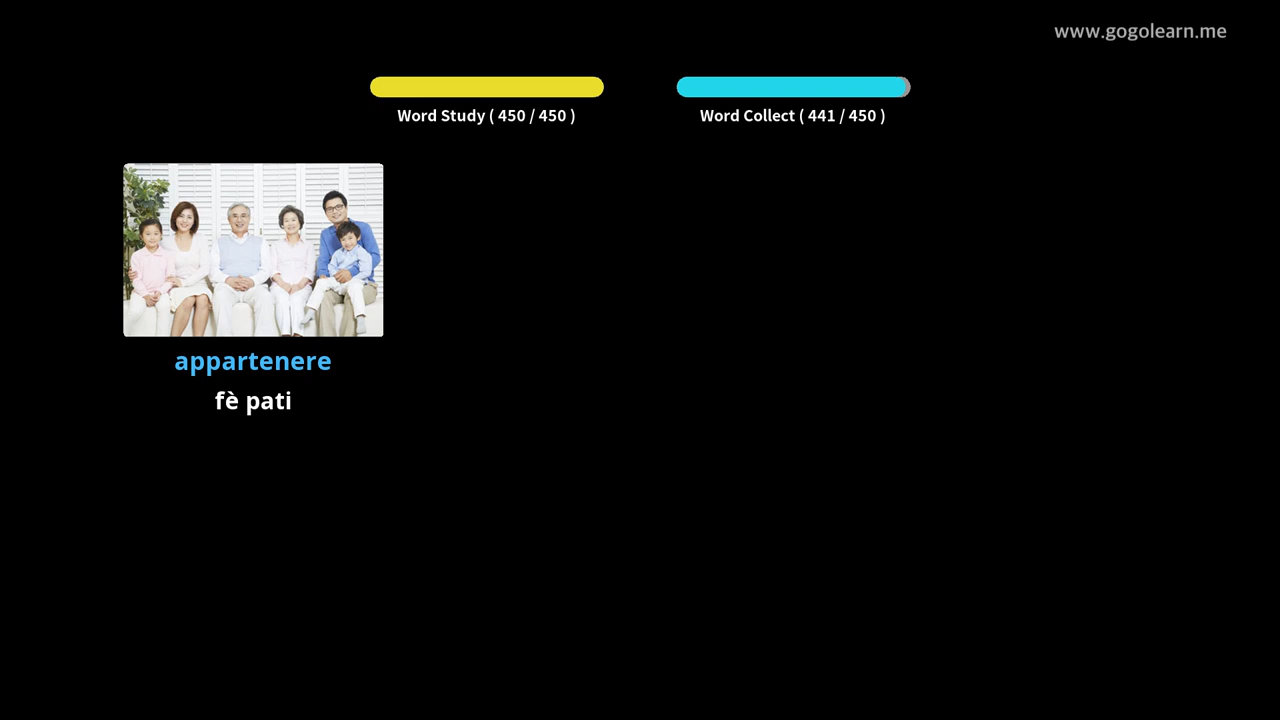 www.gogolearn.me
Word Study ( 450 / 450 )
Word Collect ( 441 / 450 )
appartenere
fè pati